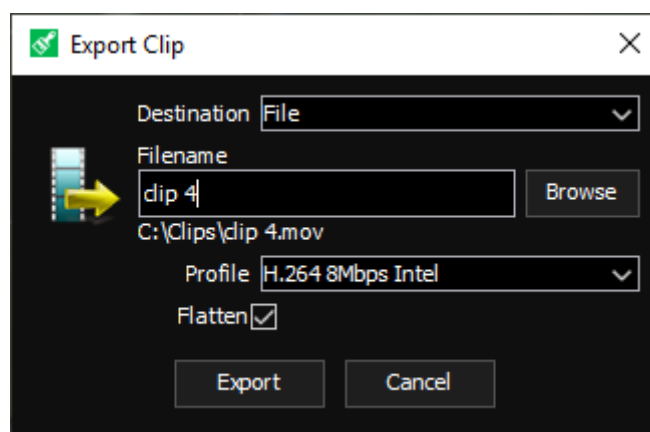 Export Clip
Destination File
Filename
clip 4
Browse
C:\Clips\clip 4.mov
Profile H.264 8Mbps Intel
Flatten
Export Cancel